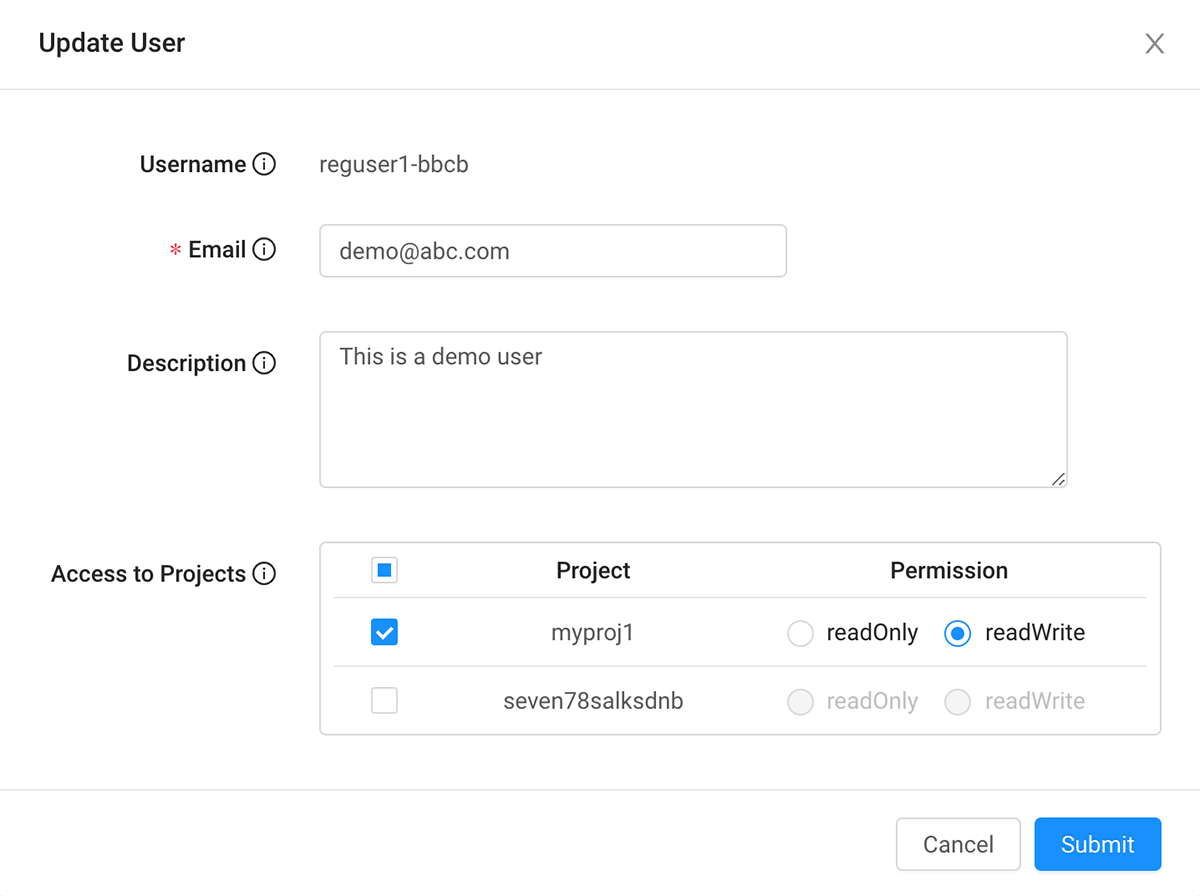 Update User
Username reguser1-bbcb
* Email demo@abc.com
Description This is a demo user
Access to Projects Project Permission
myproj1 readOnly readWrite
seven78salksdnb readOnly readWrite
Cancel Submit